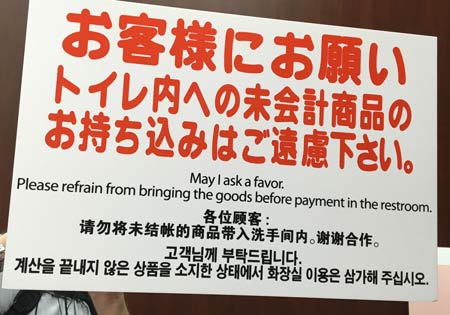 お客様にお願い
トイレ内への未会計商品の
お持ち込みはご遠慮下さい。
May I ask a favor.
Please refrain from bringing the goods before payment in the restroom.
各位顾客：
请勿将未结帐的商品带入洗手间内。谢谢合作。
고객님께 부탁드립니다.
계산을 끝내지 않은 상품을 소지한 상태에서 화장실 이용은 삼가해 주십시오.